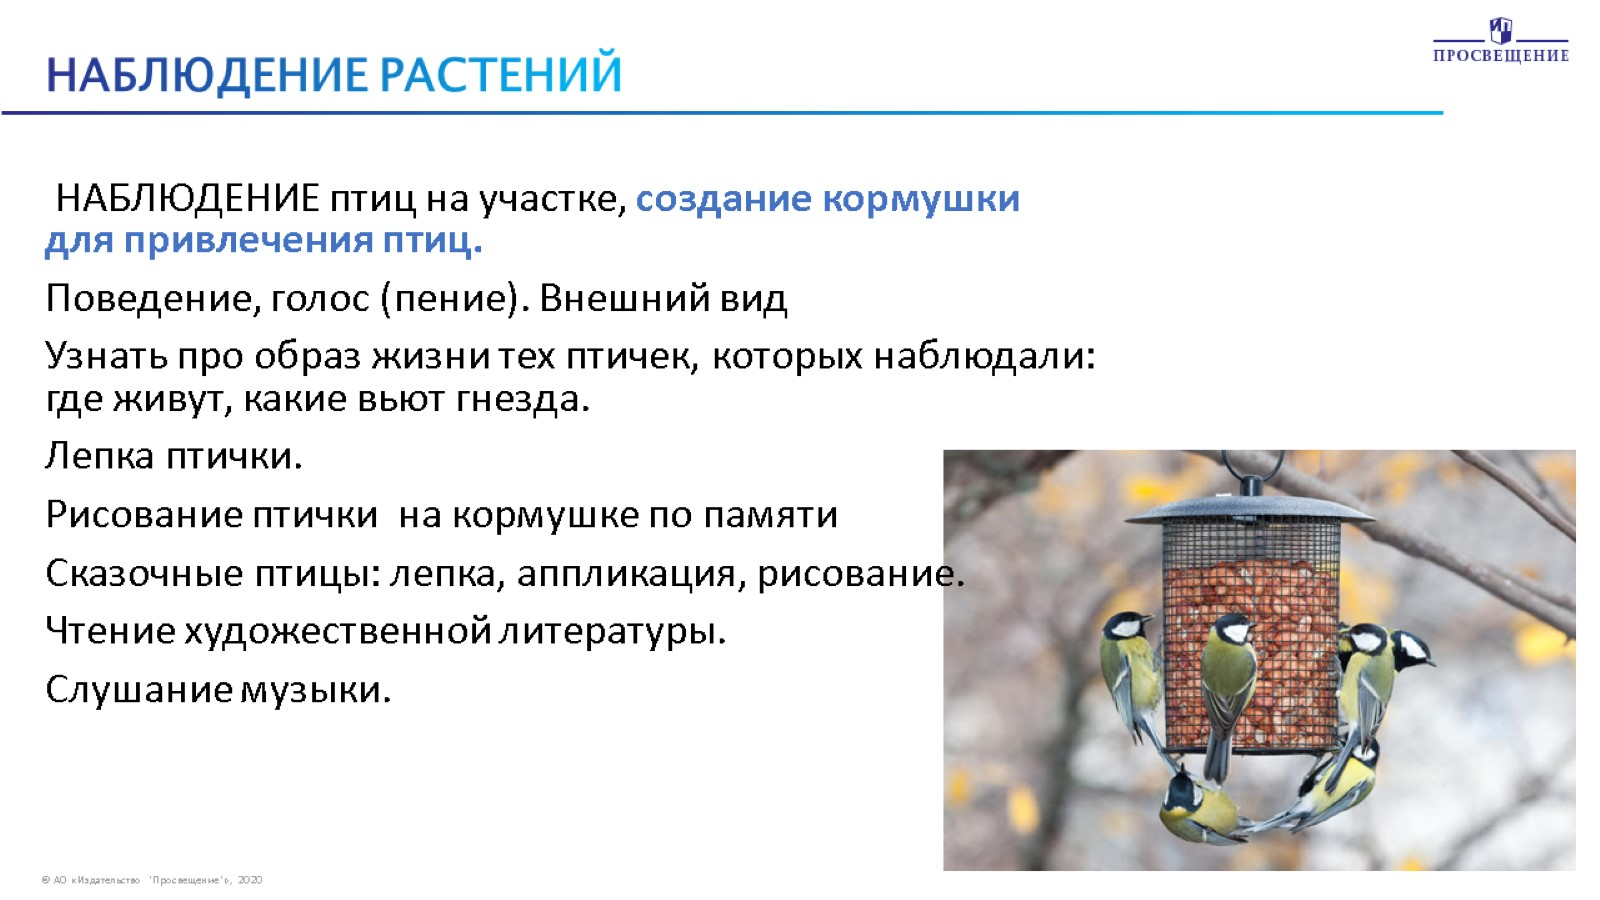 ПРОСВЕЩЕНИЕ
НАБЛЮДЕНИЕ РАСТЕНИЙ
НАБЛЮДЕНИЕ птиц на участке, создание кормушки
для привлечения птиц.
Поведение, голос (пение). Внешний вид
Узнать про образ жизни тех птичек, которых наблюдали:
где живут, какие вьют гнезда.
Лепка птички.
Рисование птички на кормушке по памяти
Сказочные птицы: лепка, аппликация, рисование.
Чтение художественной литературы.
Слушание музыки.
© АО «Издательство "Просвещение"», 2020